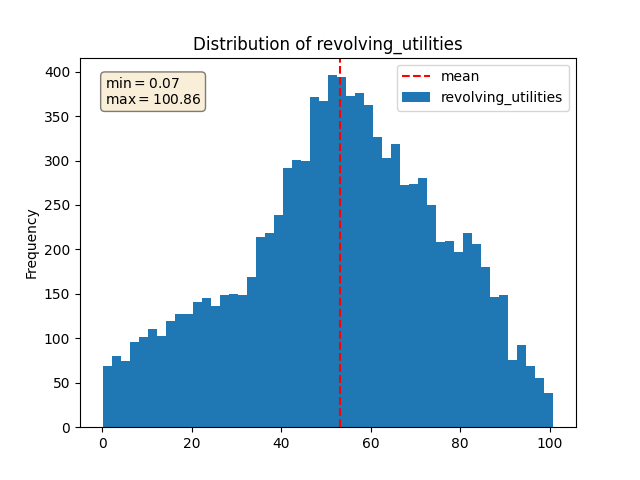 Distribution of revolving_utilities
min = 0.07
max = 100.86
mean
revolving_utilities
Frequency
400
350
300
250
200
150
100
50
0
0 20 40 60 80 100